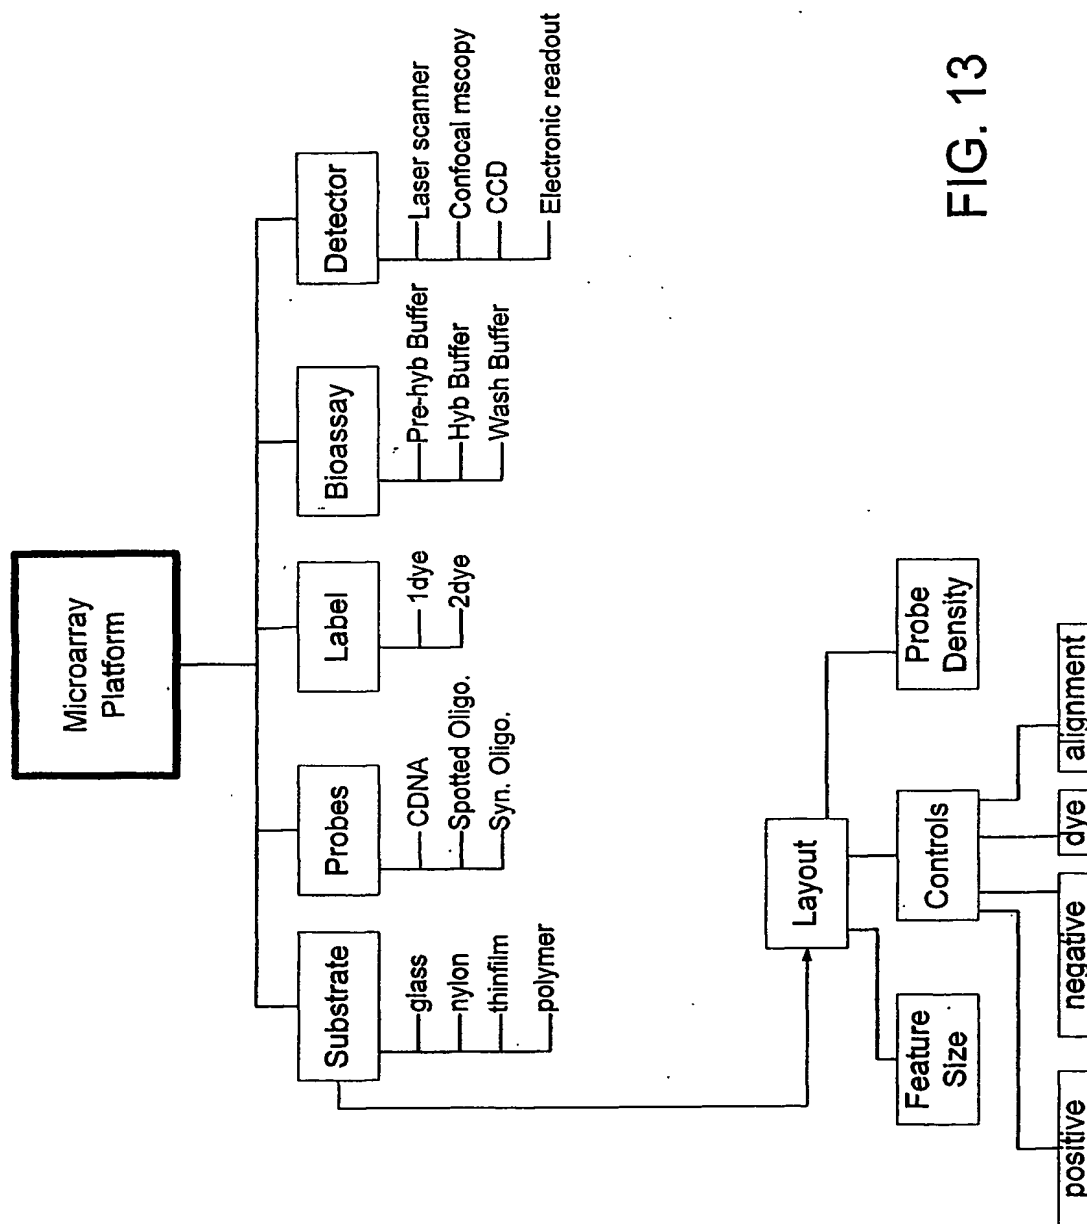 Microarray
Platform
Substrate
glass
nylon
thinfilm
polymer
Probes
CDNA
Spotted Oligo.
Syn. Oligo.
Label
1dye
2dye
Bioassay
Pre-hyb Buffer
Hyb Buffer
Wash Buffer
Detector
Laser scanner
Confocal mscopy
CCD
Electronic readout
Layout
Feature
Size
Controls
Probe
Density
positive
negative
dye
alignment
FIG. 13